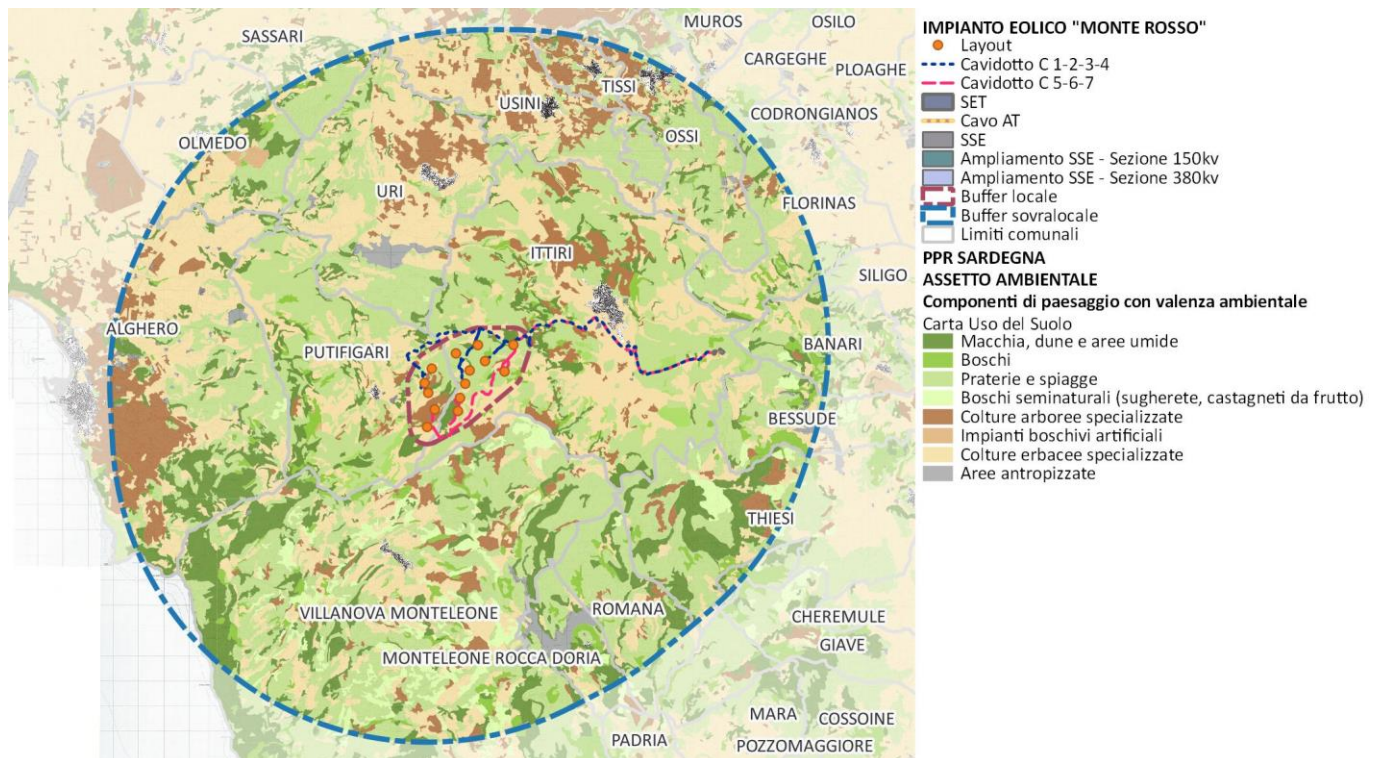 SASSARI
MUROS
OSILO
CARGEGHE
PLOAGHE
TISSI
USINI
CODRONGIANOS
OSSI
OLMEDO
URI
FLORINAS
ITTIRI
SILIGO
ALGHERO
BANARI
PUTIFIGARI
BESSUDE
THIESI
VILLANOVA MONTELEONE
ROMANA
CHEREMULE
GIAVE
MONTELEONE ROCCA DORIA
MARA
COSSOINE
PADRIA
POZZOMAGGIORE
IMPIANTO EOLICO "MONTE ROSSO"
Layout
Cavidotto C 1-2-3-4
Cavidotto C 5-6-7
SET
Cavo AT
SSE
Ampliamento SSE - Sezione 150kv
Ampliamento SSE - Sezione 380kv
Buffer locale
Buffer sovralocale
Limiti comunali
PPR SARDEGNA
ASSETTO AMBIENTALE
Componenti di paesaggio con valenza ambientale
Carta Uso del Suolo
Macchia, dune e aree umide
Boschi
Praterie e spiagge
Boschi seminaturali (sugherete, castagneti da frutto)
Colture arboree specializzate
Impianti boschivi artificiali
Colture erbacee specializzate
Aree antropizzate